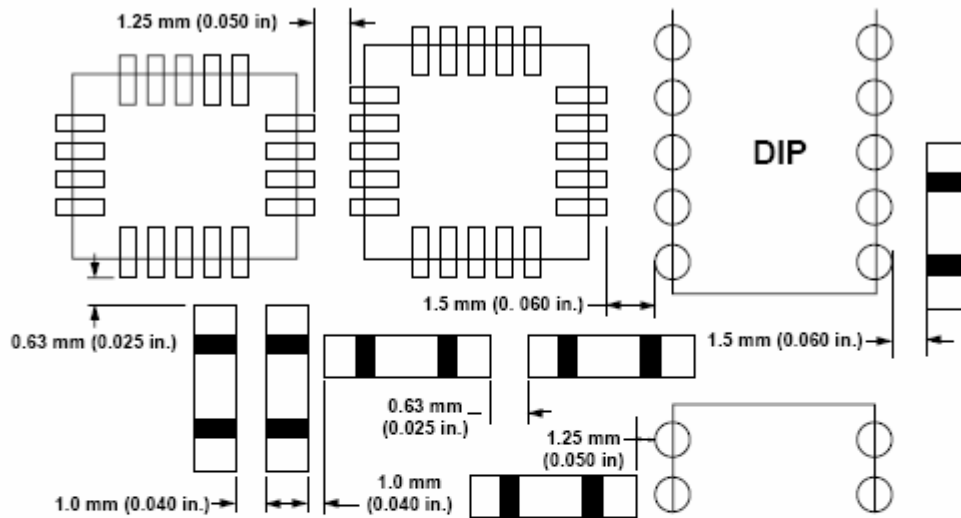 1.25 mm (0.050 in)
DIP
1.5 mm (0. 060 in.)
0.63 mm (0.025 in.)
1.5 mm (0.060 in.)
0.63 mm
(0.025 in.)
1.25 mm
(0.050 in.)
1.0 mm (0.040 in.)
1.0 mm
(0.040 in.)